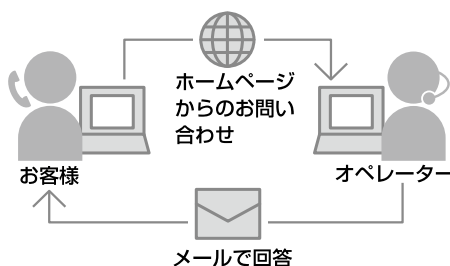 ホームページ
からのお問い
合わせ
お客様
オペレーター
メールで回答